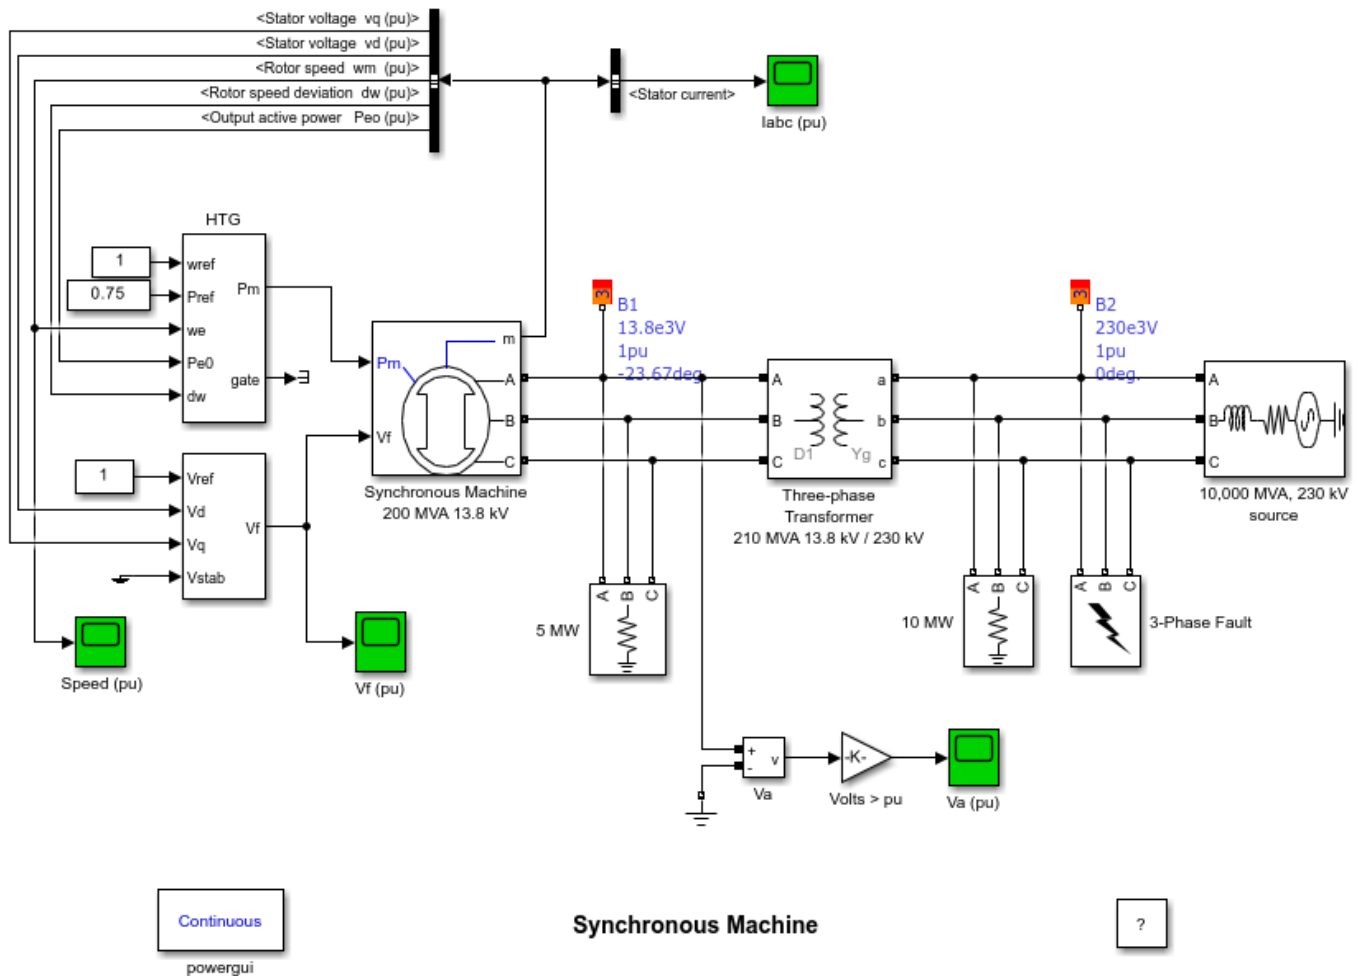 <Stator voltage vq (pu)>
<Stator voltage vd (pu)>
<Rotor speed wm (pu)>
<Rotor speed deviation dw (pu)>
<Output active power Peo (pu)>
<Stator current>
Iabc (pu)
HTG
1
0.75
wref
Pref
we
Pe0
dw
Pm
gate
1
Vref
Vd
Vq
Vstab
Vf
Speed (pu)
Vf (pu)
Pm
Vf
m
A
B
C
Synchronous Machine
200 MVA 13.8 kV
3
B1
13.8e3V
1pu
-23.67deg.
A
B
C
D1
Yg
a
b
c
Three-phase
Transformer
210 MVA 13.8 kV / 230 kV
3
B2
230e3V
1pu
0deg.
A
B
C
10,000 MVA, 230 kV
source
A
B
C
5 MW
A
B
C
10 MW
A
B
C
3-Phase Fault
+
-
v
Va
-K-
Volts > pu
Va (pu)
Continuous
powergui
Synchronous Machine
?